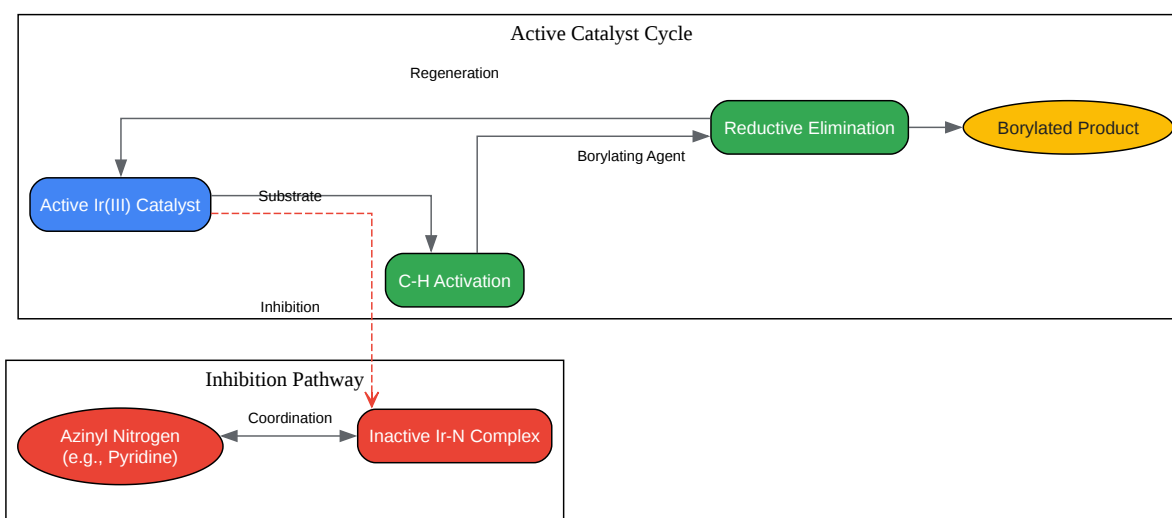 Active Catalyst Cycle
Regeneration
Reductive Elimination
Borylated Product
Borylating Agent
Active Ir(III) Catalyst
Substrate
C-H Activation
Inhibition
Inhibition Pathway
Coordination
Azinyl Nitrogen
(e.g., Pyridine)
Inactive Ir-N Complex